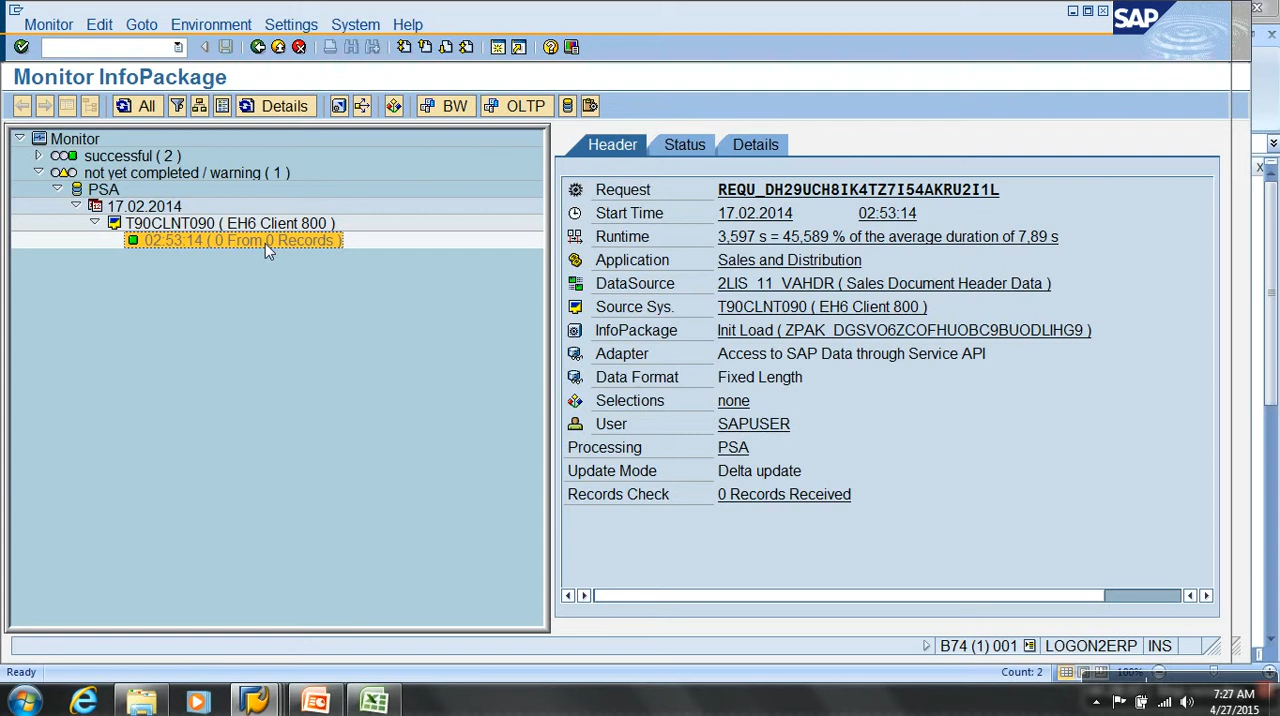 Monitor Edit Goto Environment Settings System Help
SAP
Monitor InfoPackage
All Details BW OLTP
Monitor
successful ( 2 )
not yet completed / warning ( 1 )
PSA
17.02.2014
T90CLNT090 ( EH6 Client 800 )
02:53:14 ( 0 From 0 Records )
Header Status Details
Request REQU_DH29UCH8IK4TZ7I54AKRU2I1L
Start Time 17.02.2014 02:53:14
Runtime 3,597 s = 45,589 % of the average duration of 7,89 s
Application Sales and Distribution
DataSource 2LIS_11_VAHDR ( Sales Document Header Data )
Source Sys. T90CLNT090 ( EH6 Client 800 )
InfoPackage Init Load ( ZPAK_DGSVO6ZCOFHUOBC9BUODLIHG9 )
Adapter Access to SAP Data through Service API
Data Format Fixed Length
Selections none
User SAPUSER
Processing PSA
Update Mode Delta update
Records Check 0 Records Received
B74 (1) 001 LOGON2ERP INS
Ready Count: 2 100%
7:27 AM
4/27/2015